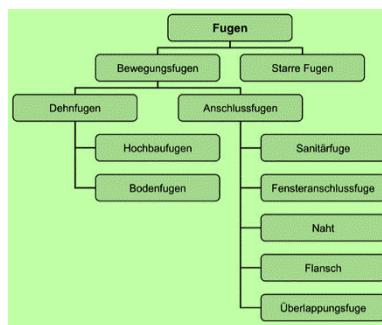 Fugen
Bewegungsfugen
Starre Fugen
Dehnfugen
Anschlussfugen
Hochbaufugen
Sanitärfuge
Bodenfugen
Fensteranschlussfuge
Naht
Flansch
Überlappungsfuge